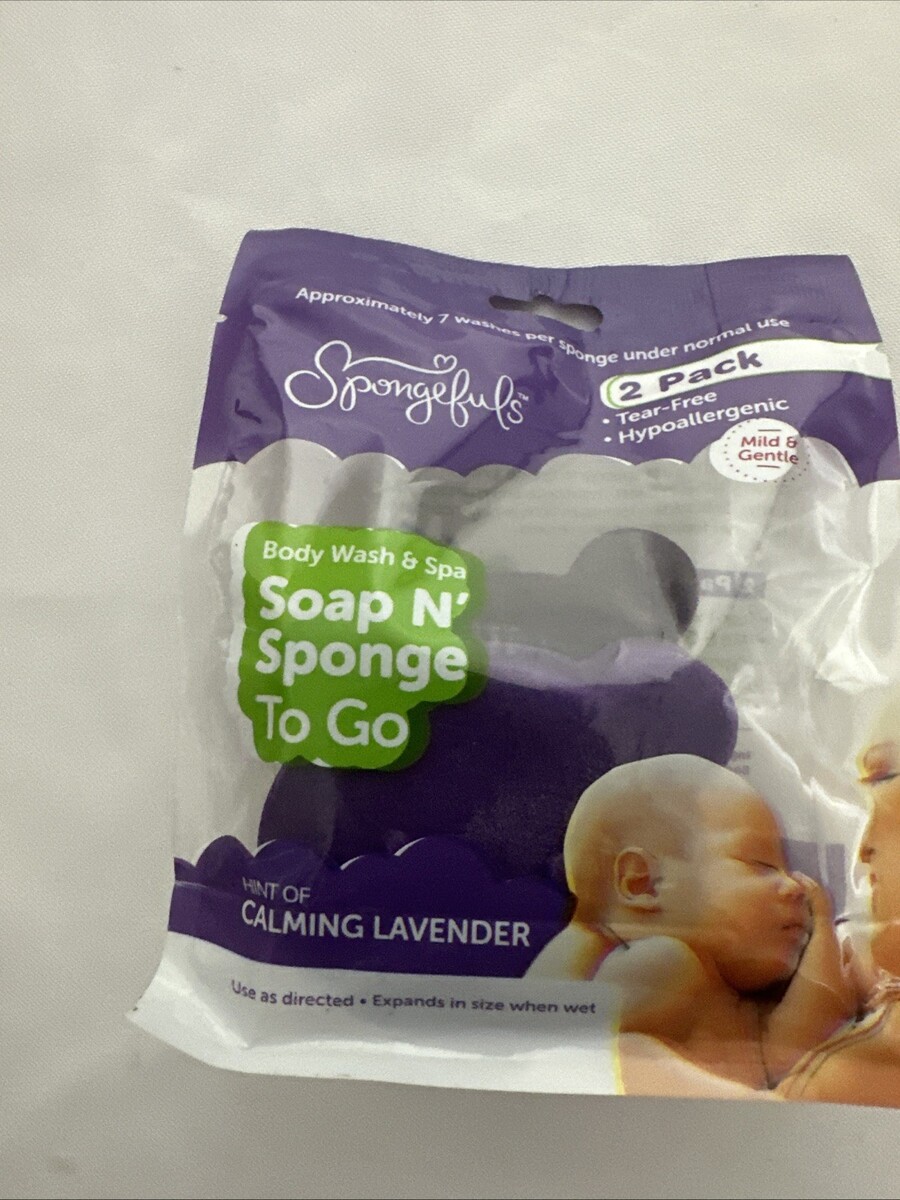 Approximately 7 washes per sponge under normal use
Spongefuls™
2 Pack
• Tear-Free
• Hypoallergenic
Mild &
Gentle
Body Wash & Spa
Soap N'
Sponge
To Go
HINT OF
CALMING LAVENDER
Use as directed • Expands in size when wet